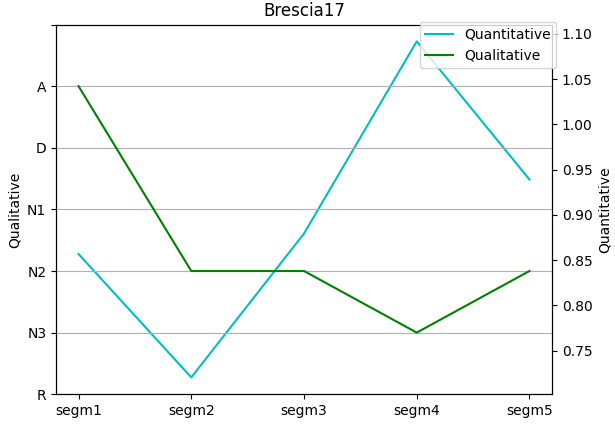 Brescia17
Quantitative
Qualitative
Qualitative
A
D
N1
N2
N3
R
1.10
1.05
1.00
0.95
0.90
0.85
0.80
0.75
Quantitative
segm1 segm2 segm3 segm4 segm5